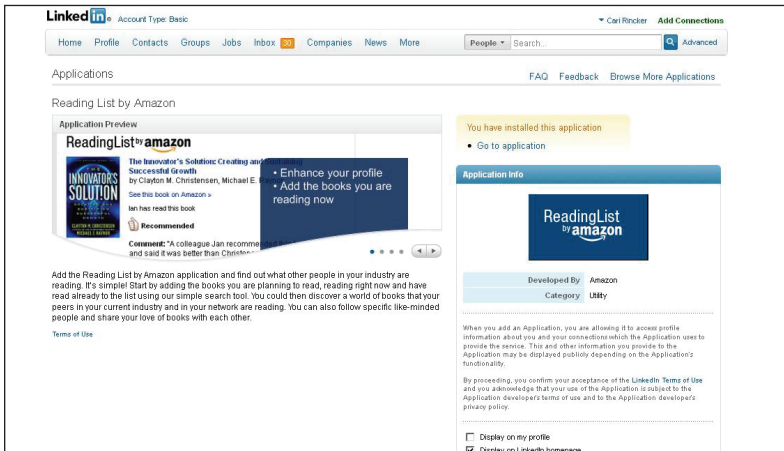 Linked in® Account Type: Basic
Cari Rincker Add Connections
Home Profile Contacts Groups Jobs Inbox 30 Companies News More
People Search... Advanced
Applications
FAQ Feedback Browse More Applications
Reading List by Amazon
Application Preview
ReadingList by amazon
THE
INNOVATOR'S
SOLUTION
CLAYTON M. CHRISTENSEN
MICHAEL E. RAYNOR
The Innovator's Solution: Creating and Sustaining
Successful Growth
by Clayton M. Christensen, Michael E.
See this book on Amazon »
Ian has read this book
Recommended
Comment: "A colleague Jan recommended
and said it was better than
• Enhance your profile
• Add the books you are
reading now
Add the Reading List by Amazon application and find out what other people in your industry are
reading. It's simple! Start by adding the books you are planning to read, reading right now and have
read already to the list using our simple search tool. You could then discover a world of books that your
peers in your current industry and in your network are reading. You can also follow specific like-minded
people and share your love of books with each other.
Terms of Use
You have installed this application
• Go to application
Application Info
ReadingList
by amazon
Developed By Amazon
Category Utility
When you add an Application, you are allowing it to access profile
information about you and your connections which the Application uses to
provide the service. This and other information you provide to the
Application may be displayed publicly depending on the Application's
functionality.
By proceeding, you confirm your acceptance of the LinkedIn Terms of Use
and you acknowledge that your use of the Application is subject to the
Application developer's terms of use and to the Application developer's
privacy policy.
Display on my profile
Display on LinkedIn homepage